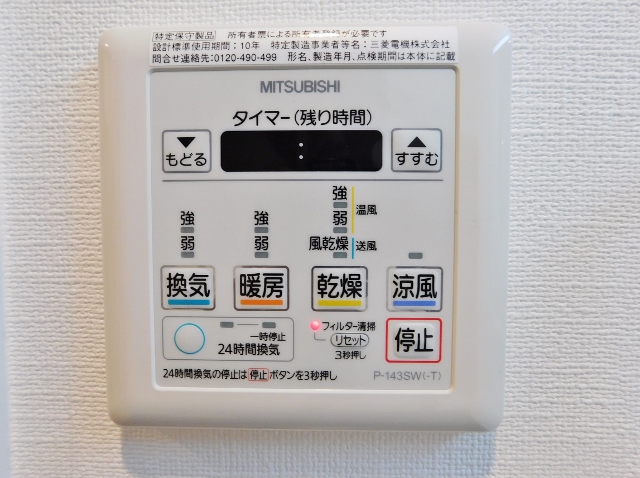 特定保守製品 所有者票による所有者登録が必要です
設計標準使用期間：10年 特定製造事業者等名：三菱電機株式会社
問合せ連絡先：0120-490-499 形名、製造年月、点検期間は本体に記載
MITSUBISHI
タイマー（残り時間）
▼ : ▲
もどる すすむ
強
強 強 弱 温風
弱 弱 風乾燥 送風
換気 暖房 乾燥 涼風
一時停止 フィルター清掃 停止
24時間換気 リセット
3秒押し
24時間換気の停止は停止ボタンを3秒押し P-143SW(-T)